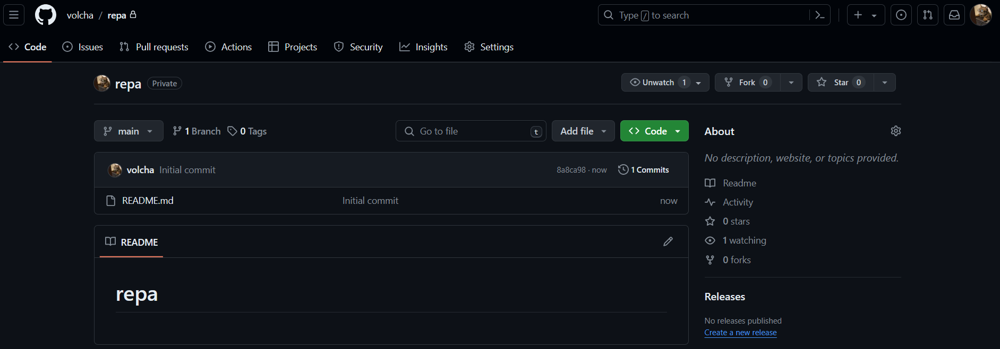 volcha / repa
Type / to search
Code Issues Pull requests Actions Projects Security Insights Settings
repa Private
Unwatch 1 Fork 0 Star 0
main 1 Branch 0 Tags
Go to file t Add file Code
volcha Initial commit 8a8ca98 · now 1 Commits
README.md Initial commit now
README
repa
About
No description, website, or topics provided.
Readme
Activity
0 stars
1 watching
0 forks
Releases
No releases published
Create a new release